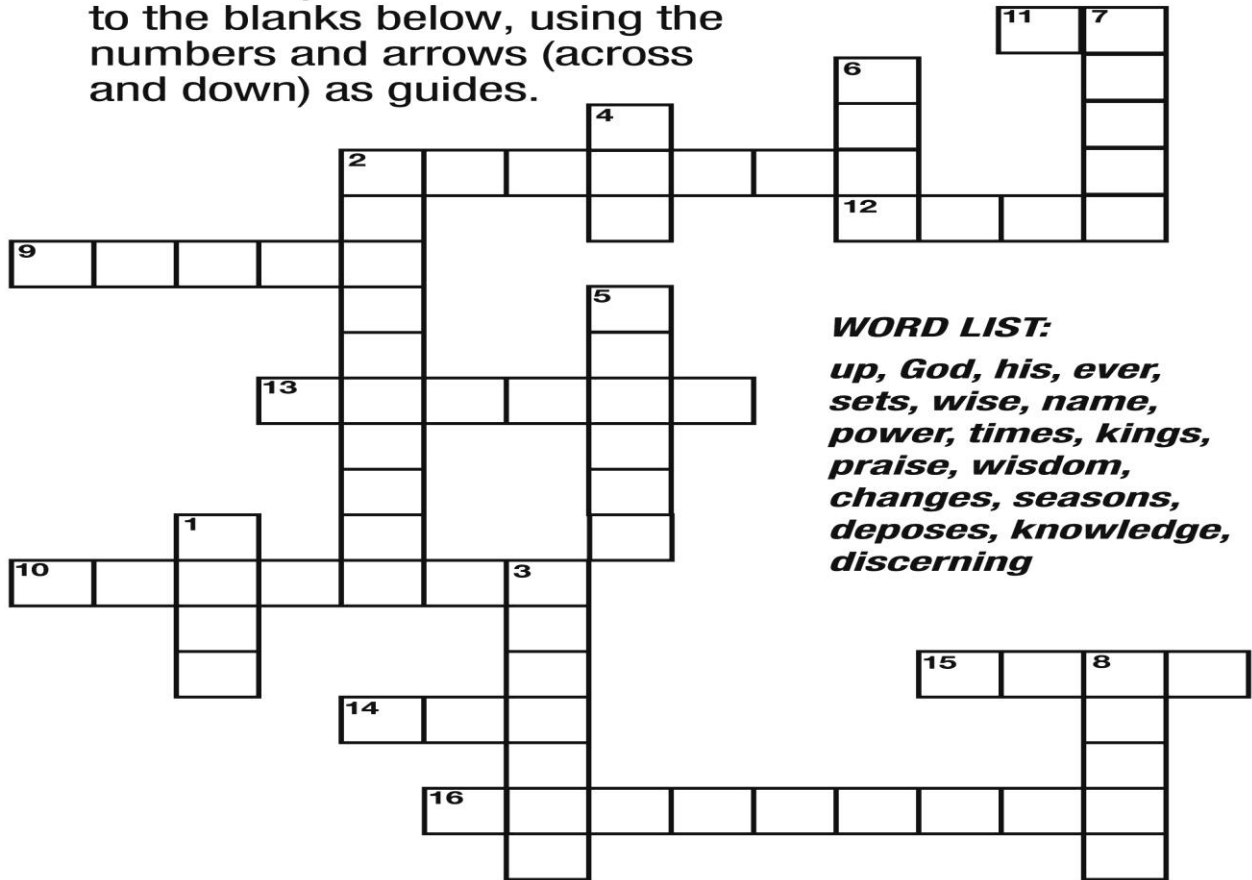 to the blanks below, using the
numbers and arrows (across
and down) as guides.
11 7
6
4
2
12
9
5
13
1
10 3
15 8
14
16
WORD LIST:
up, God, his, ever,
sets, wise, name,
power, times, kings,
praise, wisdom,
changes, seasons,
deposes, knowledge,
discerning